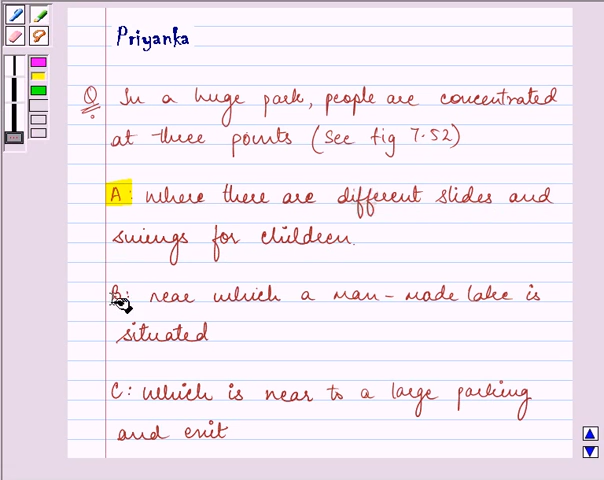 Priyanka
Q In a huge park, people are concentrated
at three points (See fig 7.52)
A: where there are different slides and
swings for children.
B: near which a man-made lake is
situated
C: which is near to a large parking
and exit